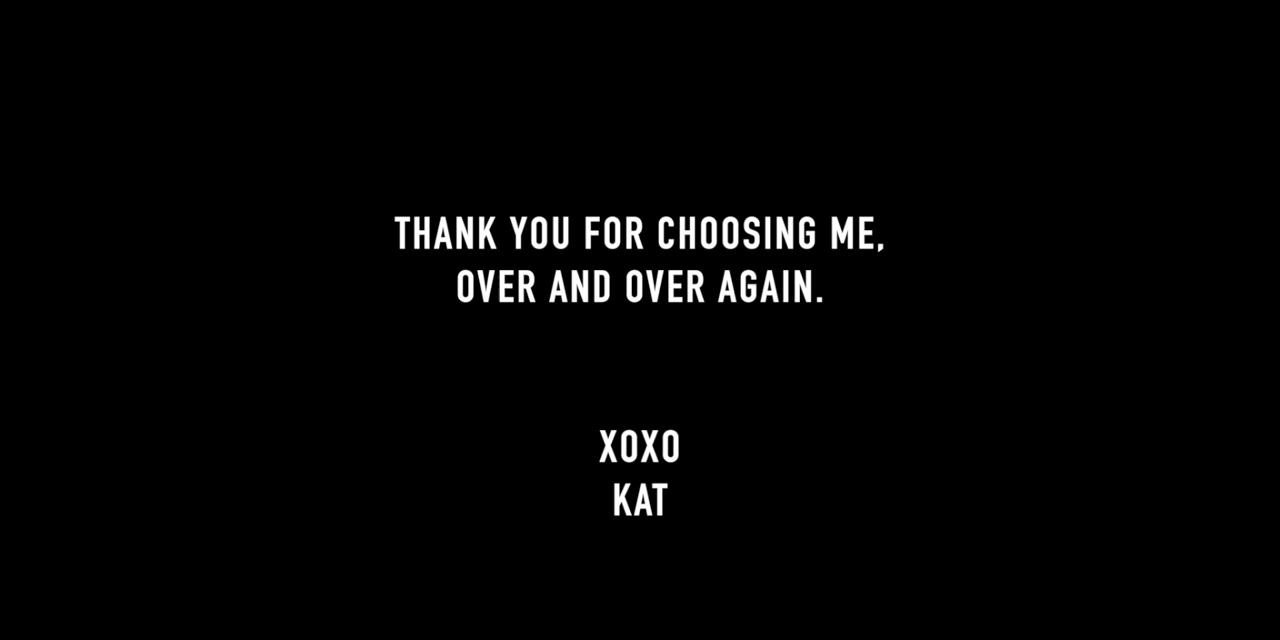 THANK YOU FOR CHOOSING ME,
OVER AND OVER AGAIN.
XOXO
KAT